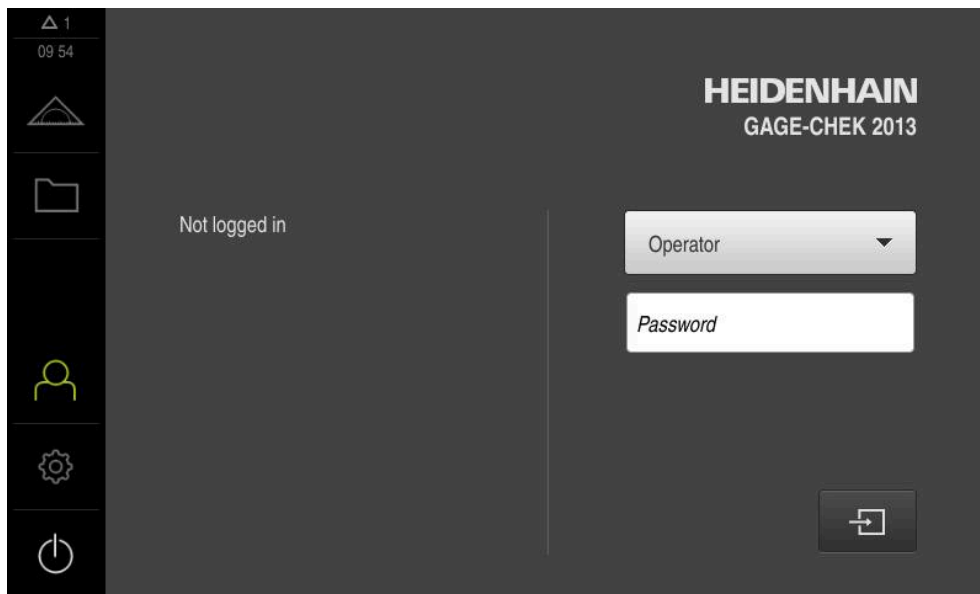 1
09 54
HEIDENHAIN
GAGE-CHEK 2013
Not logged in
Operator
Password